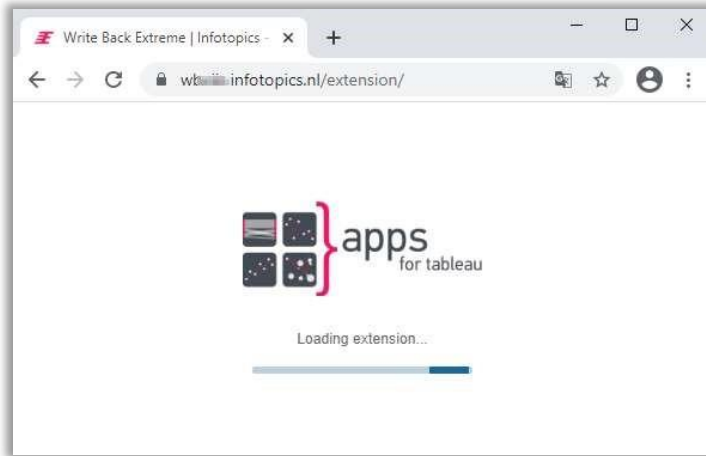 Write Back Extreme | Infotopics -
infotopics.nl/extension/
apps
for tableau
Loading extension...